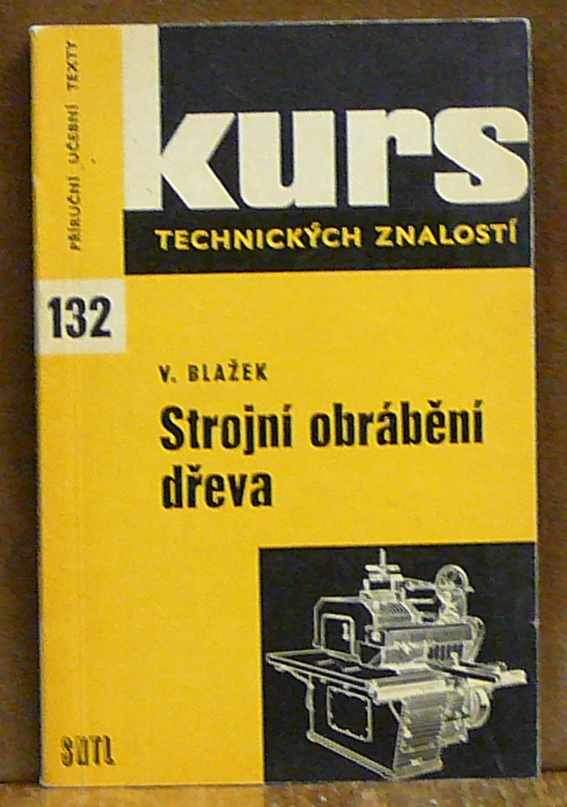 PŘÍRUČNÍ UČEBNÍ TEXTY
kurs
TECHNICKÝCH ZNALOSTÍ
132
V. BLAŽEK
Strojní obrábění
dřeva
SNTL